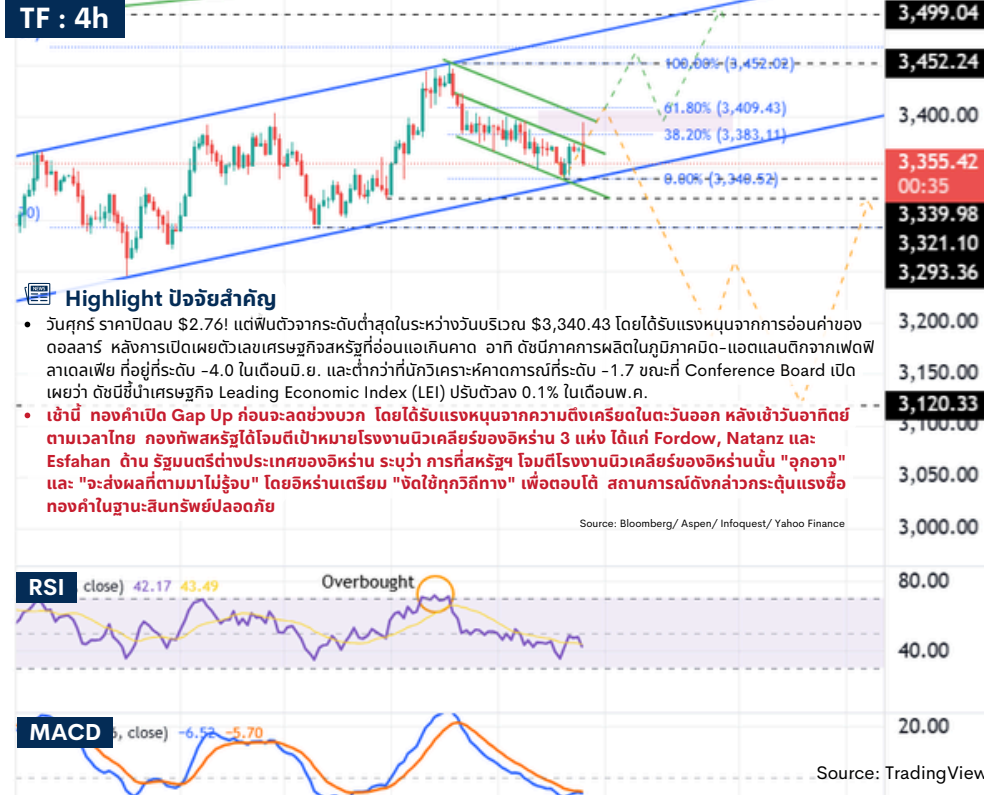 TF : 4h
3,499.04
3,452.24
100.00% (3,452.02)
61.80% (3,409.43)
3,400.00
38.20% (3,383.11)
3,355.42
00:35
0.00% (3,340.52)
3,339.98
3,321.10
3,293.36
Highlight ปัจจัยสำคัญ
• วันศุกร์ ราคาปิดลบ $2.76! แต่ฟื้นตัวจากระดับต่ำสุดในระหว่างวันบริเวณ $3,340.43 โดยได้รับแรงหนุนจากการอ่อนค่าของ
ดอลลาร์ หลังการเปิดเผยตัวเลขเศรษฐกิจสหรัฐที่อ่อนแอเกินคาด อาทิ ดัชนีภาคการผลิตในภูมิภาคมิด-แอตแลนติกจากเฟดฟิ
ลาเดลเฟีย ที่อยู่ที่ระดับ -4.0 ในเดือนมิ.ย. และต่ำกว่าที่นักวิเคราะห์คาดการณ์ที่ระดับ -1.7 ขณะที่ Conference Board เปิด
เผยว่า ดัชนีชี้นำเศรษฐกิจ Leading Economic Index (LEI) ปรับตัวลง 0.1% ในเดือนพ.ค.
• เช้านี้ ทองคำเปิด Gap Up ก่อนจะลดช่วงบวก โดยได้รับแรงหนุนจากความตึงเครียดในตะวันออก หลังเช้าวันอาทิตย์
ตามเวลาไทย กองทัพสหรัฐได้โจมตีเป้าหมายโรงงานนิวเคลียร์ของอิหร่าน 3 แห่ง ได้แก่ Fordow, Natanz และ
Esfahan ด้าน รัฐมนตรีต่างประเทศของอิหร่าน ระบุว่า การที่สหรัฐฯ โจมตีโรงงานนิวเคลียร์ของอิหร่านนั้น "อุกอาจ"
และ "จะส่งผลที่ตามมาไม่รู้จบ" โดยอิหร่านเตรียม "งัดใช้ทุกวิถีทาง" เพื่อตอบโต้ สถานการณ์ดังกล่าวกระตุ้นแรงซื้อ
ทองคำในฐานะสินทรัพย์ปลอดภัย
Source: Bloomberg/ Aspen/ Infoquest/ Yahoo Finance
3,200.00
3,150.00
3,120.33
3,100.00
3,050.00
3,000.00
RSI close) 42.17 43.49
Overbought
80.00
40.00
MACD , close) -6.52 -5.70
20.00
Source: TradingView